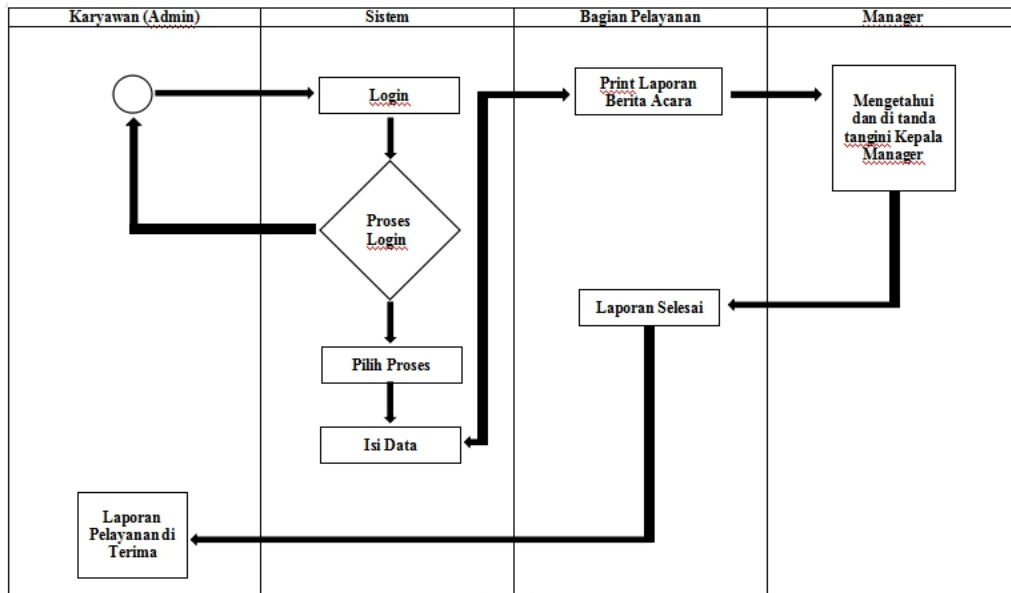 Karyawan (Admin)
Sistem
Bagian Pelayanan
Manager
Login
Print Laporan
Berita Acara
Mengetahui
dan di tanda
tangini Kepala
Manager
Proses
Login
Laporan Selesai
Pilih Proses
Isi Data
Laporan
Pelayanan di
Terima